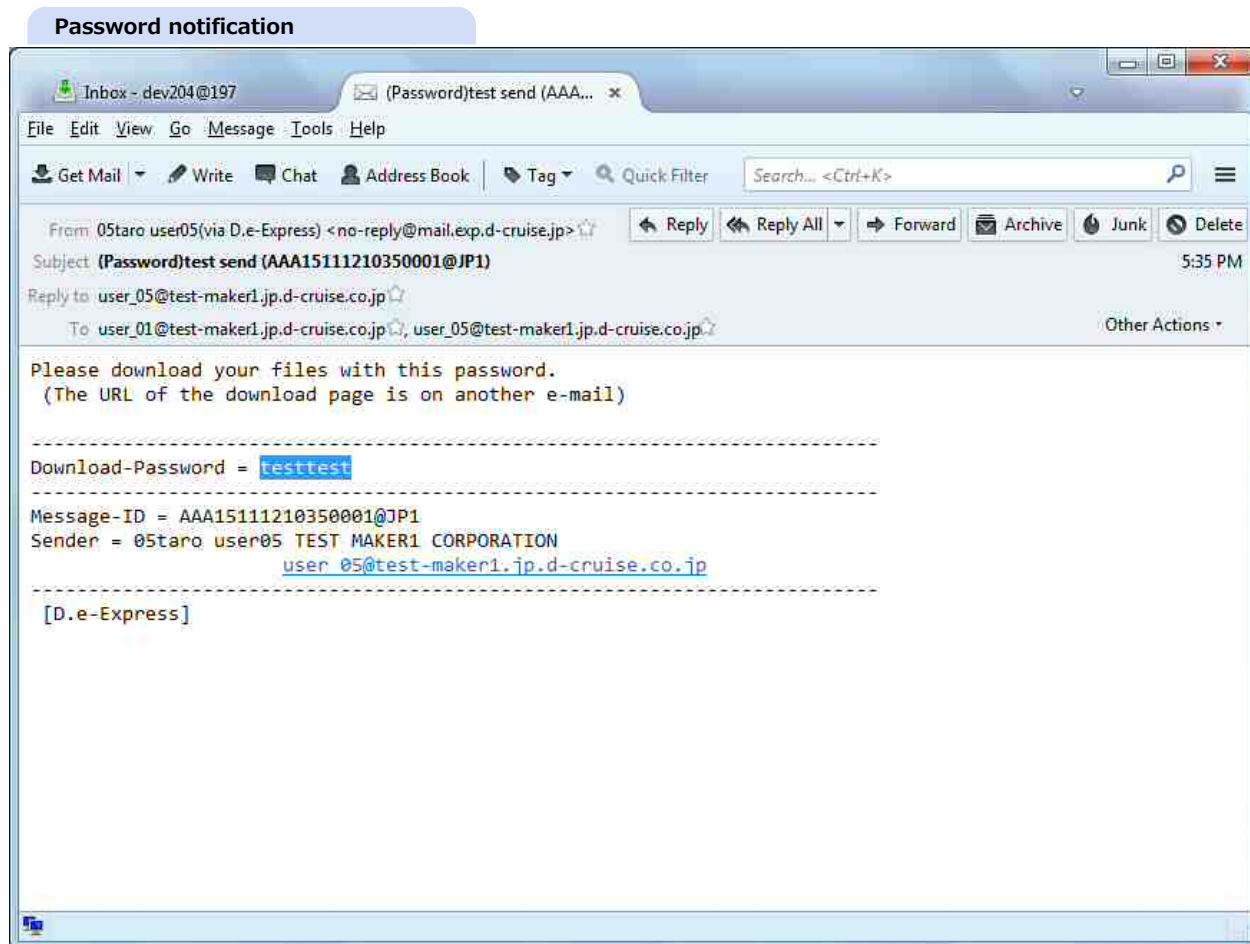 Password notification
Inbox - dev204@197
(Password)test send (AAA...
File Edit View Go Message Tools Help
Get Mail Write Chat Address Book Tag Quick Filter Search... <Ctrl+K>
From 05taro user05(via D.e-Express) <no-reply@mail.exp.d-cruise.jp> Reply Reply All Forward Archive Junk Delete
Subject (Password)test send (AAA15111210350001@JP1) 5:35 PM
Reply to user_05@test-maker1.jp.d-cruise.co.jp
To user_01@test-maker1.jp.d-cruise.co.jp, user_05@test-maker1.jp.d-cruise.co.jp Other Actions
Please download your files with this password.
(The URL of the download page is on another e-mail)
--------------------------------------------------------------------------
Download-Password = testtest
--------------------------------------------------------------------------
Message-ID = AAA15111210350001@JP1
Sender = 05taro user05 TEST MAKER1 CORPORATION
user_05@test-maker1.jp.d-cruise.co.jp
--------------------------------------------------------------------------
[D.e-Express]